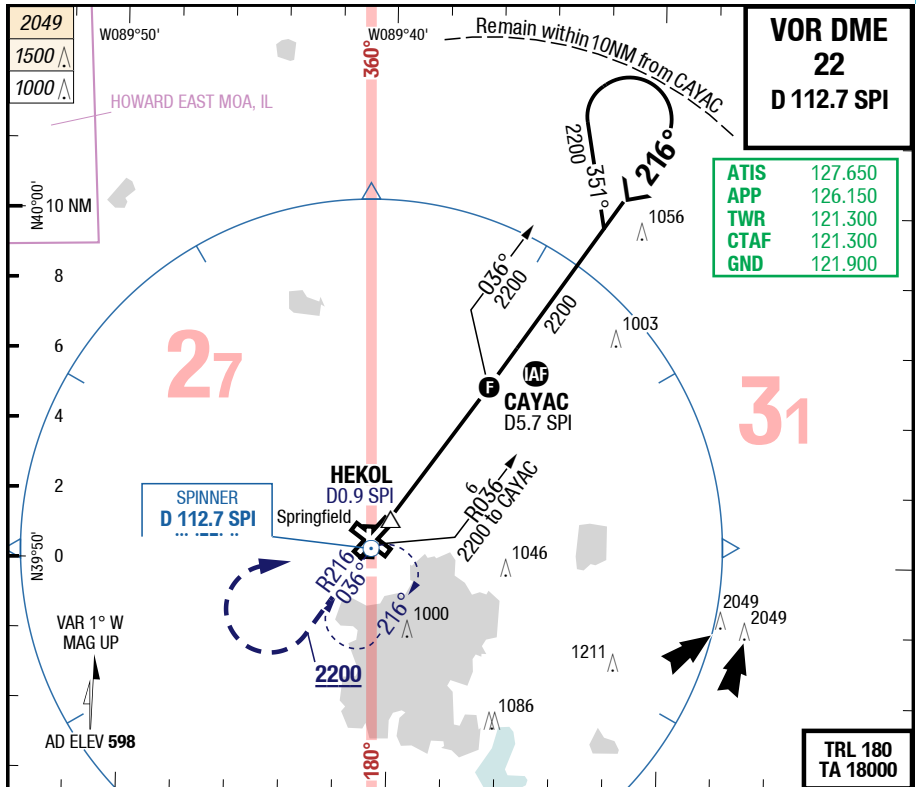 2049
1500
1000
W089°50'
W089°40'
360°
Remain within 10NM from CAYAC
VOR DME
22
D 112.7 SPI
HOWARD EAST MOA, IL
2200
351°
216°
ATIS 127.650
APP 126.150
TWR 121.300
CTAF 121.300
GND 121.900
N40°00'
10 NM
1056
036°
2200
2200
8
1003
6
27
31
F
IAF
CAYAC
D5.7 SPI
4
HEKOL
D0.9 SPI
2
6
R036
2200 to CAYAC
SPINNER
D 112.7 SPI
Springfield
N39°50'
0
1046
R216
036°
216°
1000
2049
2049
VAR 1° W
MAG UP
1211
2200
1086
AD ELEV 598
180°
TRL 180
TA 18000